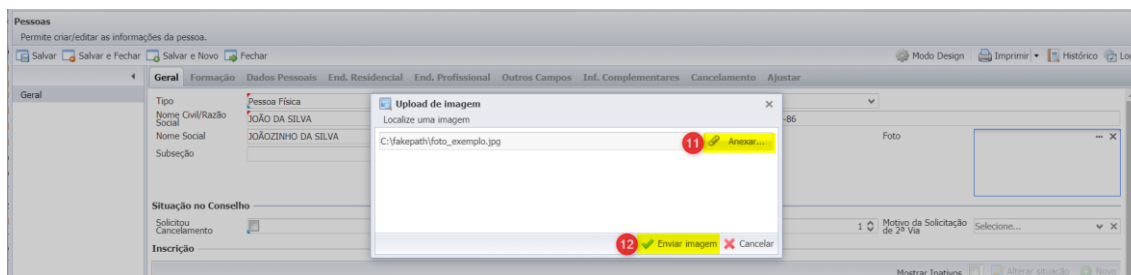 Pessoas
Permite criar/editar as informações da pessoa.
Salvar Salvar e Fechar Salvar e Novo Fechar Modo Design Imprimir Histórico
Geral Formação Dados Pessoais End. Residencial End. Profissional Outros Campos Inf. Complementares Cancelamento Ajustar
Geral
Tipo Pessoa Física
Upload de imagem
Nome Civil/Razão Social JOÃO DA SILVA
Localize uma imagem
-86
Nome Social JOÃOZINHO DA SILVA
C:\fakepath\foto_exemplo.jpg 11 Anexar...
Foto
Subseção
Situação no Conselho
Solicitou Cancelamento
1 Motivo da Solicitação de 2ª Via Selecione...
12 Enviar imagem Cancelar
Inscrição
Mostrar Inativos Alterar situação Novo